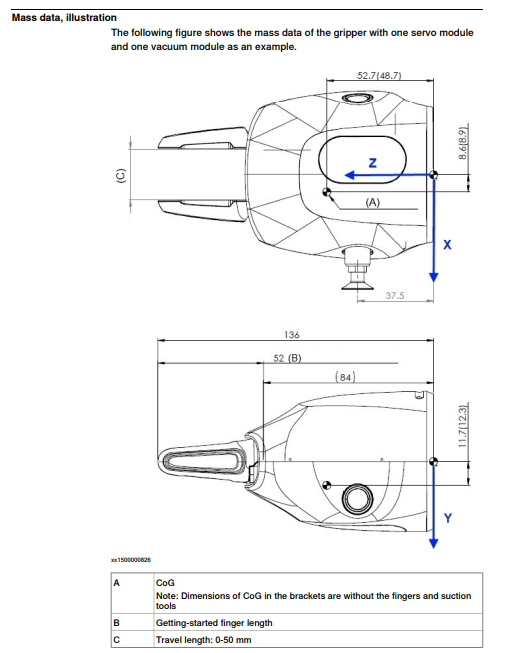 Mass data, illustration
The following figure shows the mass data of the gripper with one servo module
and one vacuum module as an example.
52.7(48.7)
8.6(8.9)
Z
(C)
(A)
X
37.5
136
52 (B)
(84)
11.7(12.3)
Y
xx1500000826
A CoG
Note: Dimensions of CoG in the brackets are without the fingers and suction
tools
B Getting-started finger length
C Travel length: 0-50 mm